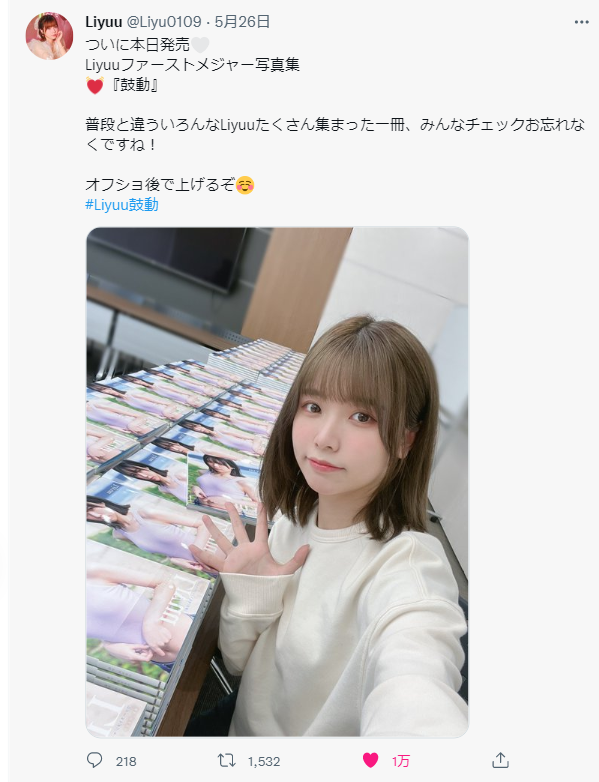 Liyuu @Liyu0109 · 5月26日
ついに本日発売🤍
Liyuuファーストメジャー写真集
💓『鼓動』
普段と違ういろんなLiyuuたくさん集まった一冊、みんなチェックお忘れな
くですね！
オフショ後で上げるぞ☺️
#Liyuu鼓動
218
1,532
1万